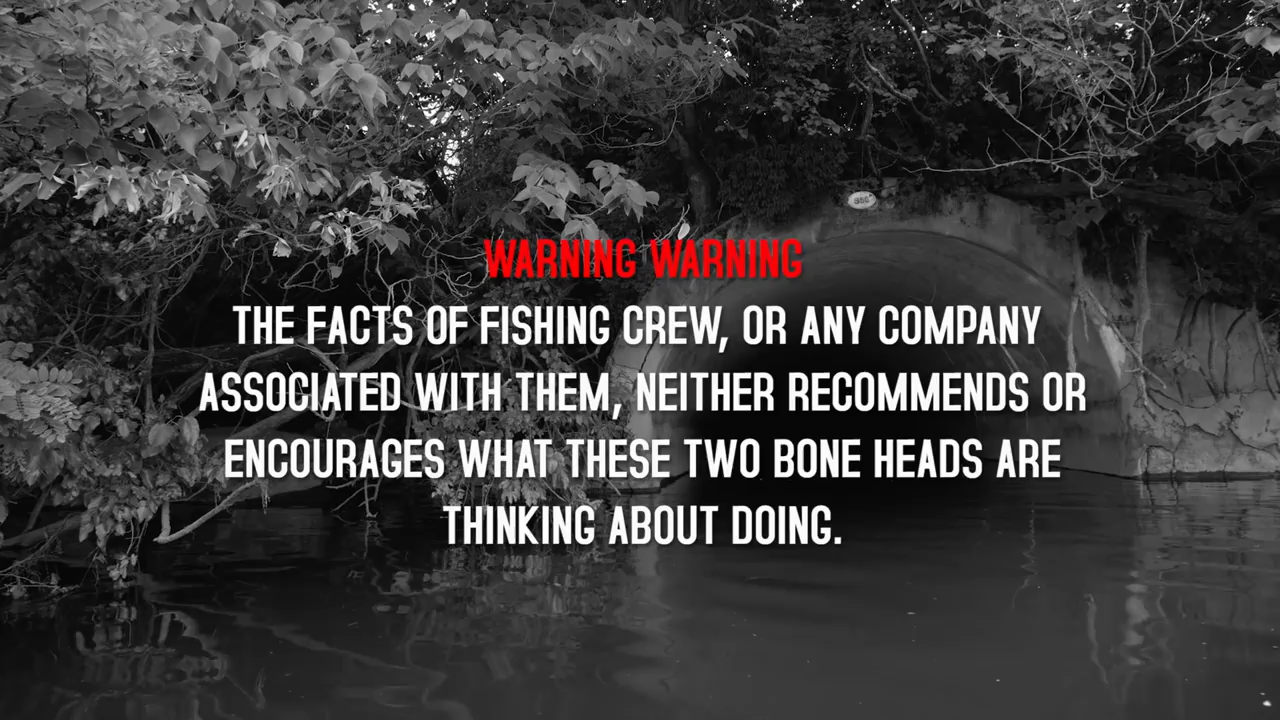 WARNING WARNING
THE FACTS OF FISHING CREW, OR ANY COMPANY
ASSOCIATED WITH THEM, NEITHER RECOMMENDS OR
ENCOURAGES WHAT THESE TWO BONE HEADS ARE
THINKING ABOUT DOING.